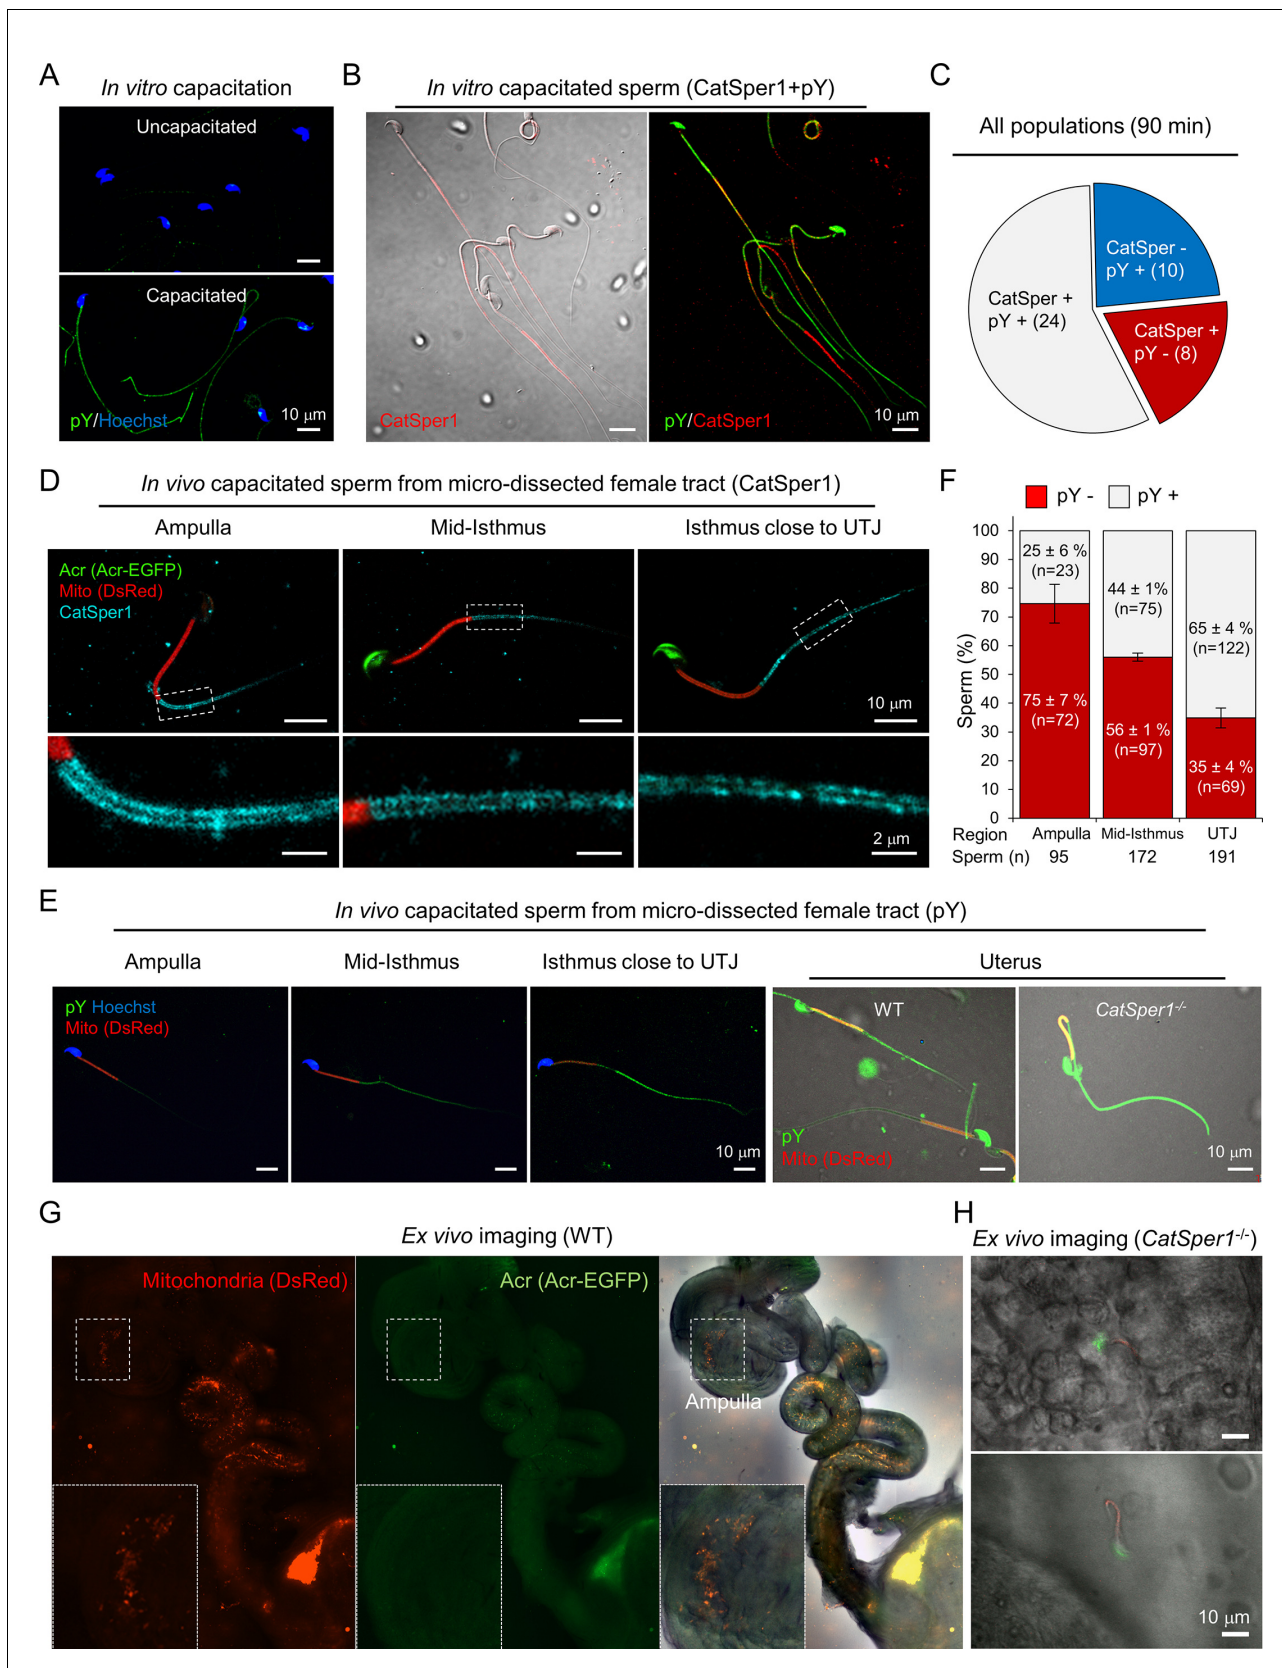 A
In vitro capacitation
Uncapacitated
Capacitated
pY/Hoechst
10 μm
B
In vitro capacitated sperm (CatSper1+pY)
CatSper1
pY/CatSper1
10 μm
C
All populations (90 min)
CatSper -
pY + (10)
CatSper +
pY + (24)
CatSper +
pY - (8)
D
In vivo capacitated sperm from micro-dissected female tract (CatSper1)
Ampulla
Mid-Isthmus
Isthmus close to UTJ
Acr (Acr-EGFP)
Mito (DsRed)
CatSper1
10 μm
2 μm
F
pY -
pY +
Sperm (%)
100
90
80
70
60
50
40
30
20
10
0
25 ± 6 %
(n=23)
75 ± 7 %
(n=72)
44 ± 1%
(n=75)
56 ± 1 %
(n=97)
65 ± 4 %
(n=122)
35 ± 4 %
(n=69)
Region Ampulla Mid-Isthmus UTJ
Sperm (n) 95 172 191
E
In vivo capacitated sperm from micro-dissected female tract (pY)
Ampulla
Mid-Isthmus
Isthmus close to UTJ
Uterus
pY Hoechst
Mito (DsRed)
10 μm
WT
pY
Mito (DsRed)
CatSper1-/-
10 μm
G
Ex vivo imaging (WT)
Mitochondria (DsRed)
Acr (Acr-EGFP)
Ampulla
H
Ex vivo imaging (CatSper1-/-)
10 μm